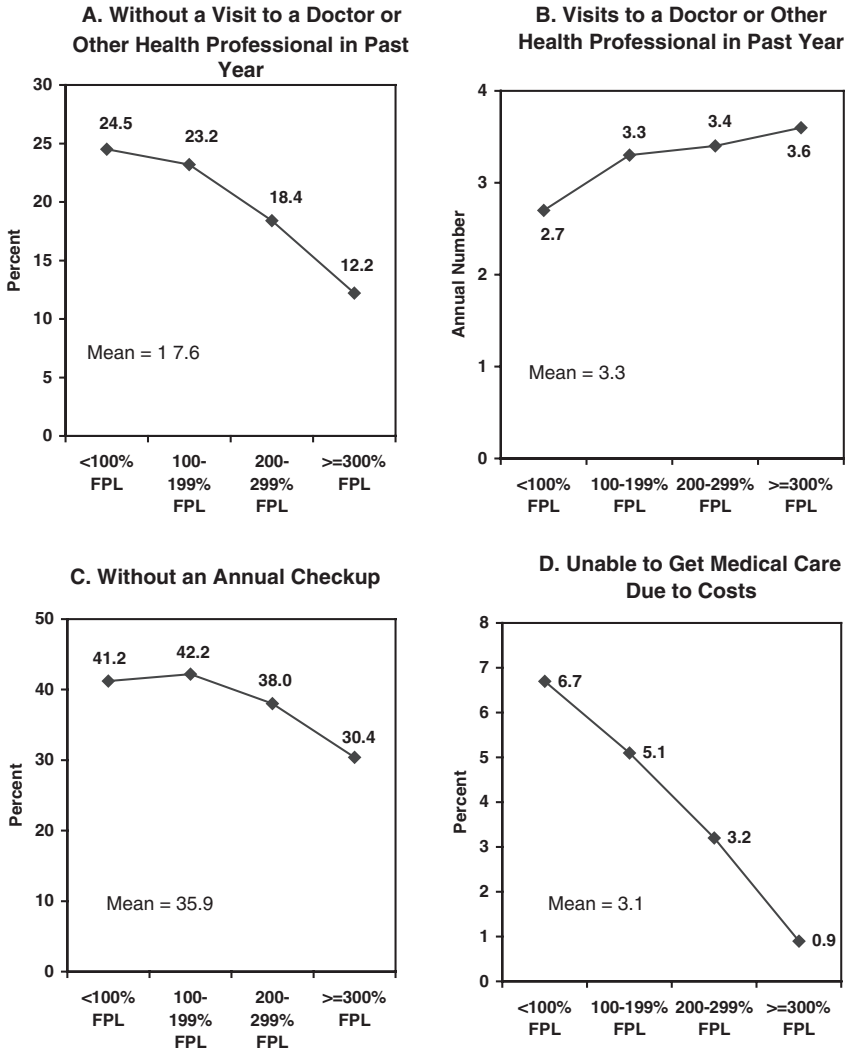 A. Without a Visit to a Doctor or
Other Health Professional in Past
Year
30
25
20
15
10
5
0
Percent
24.5
23.2
18.4
12.2
Mean = 1 7.6
<100%
FPL
100-
199%
FPL
200-
299%
FPL
>=300%
FPL
B. Visits to a Doctor or Other
Health Professional in Past Year
4
3
2
1
0
Annual Number
2.7
3.3
3.4
3.6
Mean = 3.3
<100%
FPL
100-199%
FPL
200-299%
FPL
>=300%
FPL
C. Without an Annual Checkup
50
40
30
20
10
0
Percent
41.2
42.2
38.0
30.4
Mean = 35.9
<100%
FPL
100-
199%
FPL
200-
299%
FPL
>=300%
FPL
D. Unable to Get Medical Care
Due to Costs
8
7
6
5
4
3
2
1
0
Percent
6.7
5.1
3.2
0.9
Mean = 3.1
<100%
FPL
100-199%
FPL
200-299%
FPL
>=300%
FPL